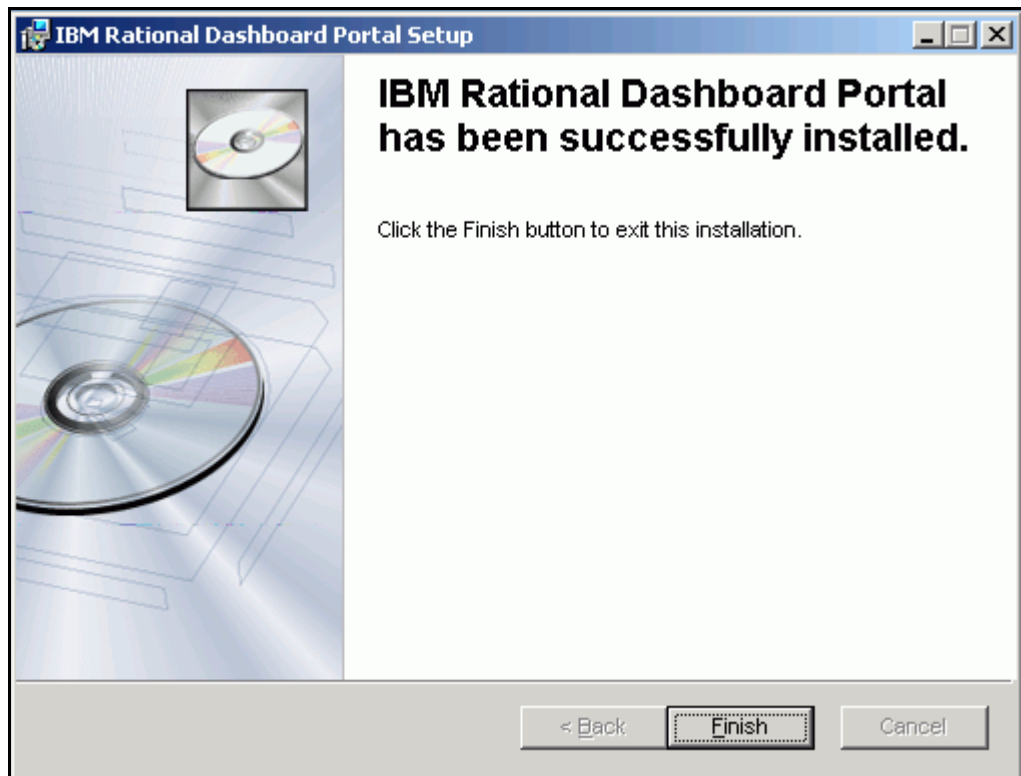 IBM Rational Dashboard Portal Setup
IBM Rational Dashboard Portal
has been successfully installed.
Click the Finish button to exit this installation.
< Back
Finish
Cancel